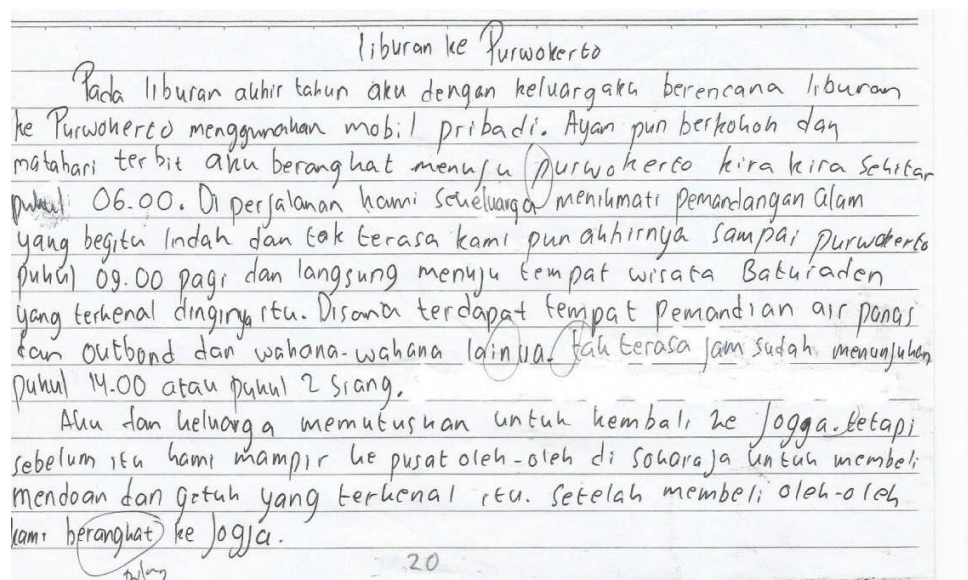 liburan ke Purwokerto
Pada liburan akhir tahun aku dengan keluargaku berencana liburan
ke Purwokerto menggunakan mobil pribadi. Ayan pun berkokoh dan
matahari terbit aku berangkat menuju purwokerto kira kira sekitar
pukul 06.00. Di perjalanan kami sekeluarga menikmati pemandangan alam
yang begitu indah dan tak terasa kami pun akhirnya sampai purwokerto
pukul 09.00 pagi dan langsung menuju tempat wisata Baturaden
yang terkenal dinginya itu. Disana terdapat tempat pemandian air panas
dan outbond dan wahana-wahana lainua. tak terasa jam sudah menunjukan
pukul 14.00 atau pukul 2 siang.
Aku dan keluarga memutuskan untuk kembali ke Jogga. tetapi
sebelum itu kami mampir ke pusat oleh-oleh di sokaraja untuk membeli
mendoan dan getuk yang terkenal itu. setelah membeli oleh-oleh
kami berangkat ke Jogja.
pulang
20